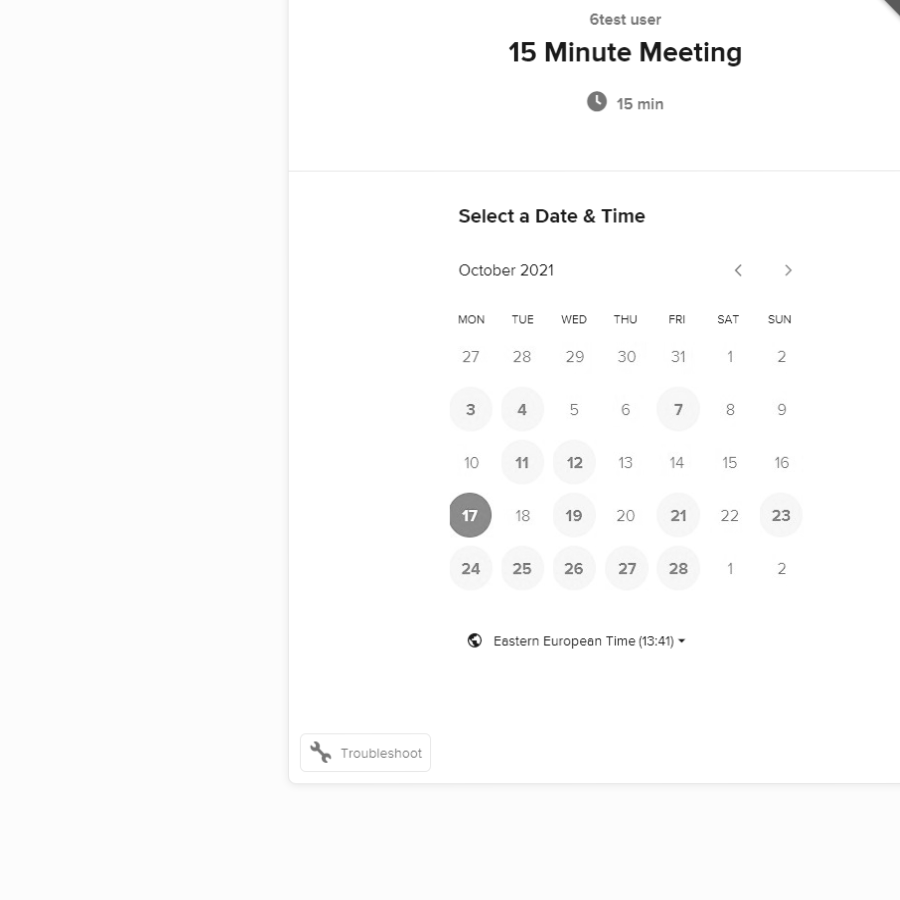 6test user
15 Minute Meeting
15 min
Select a Date & Time
October 2021
MON TUE WED THU FRI SAT SUN
27 28 29 30 31 1 2
3 4 5 6 7 8 9
10 11 12 13 14 15 16
17 18 19 20 21 22 23
24 25 26 27 28 1 2
Eastern European Time (13:41)
Troubleshoot